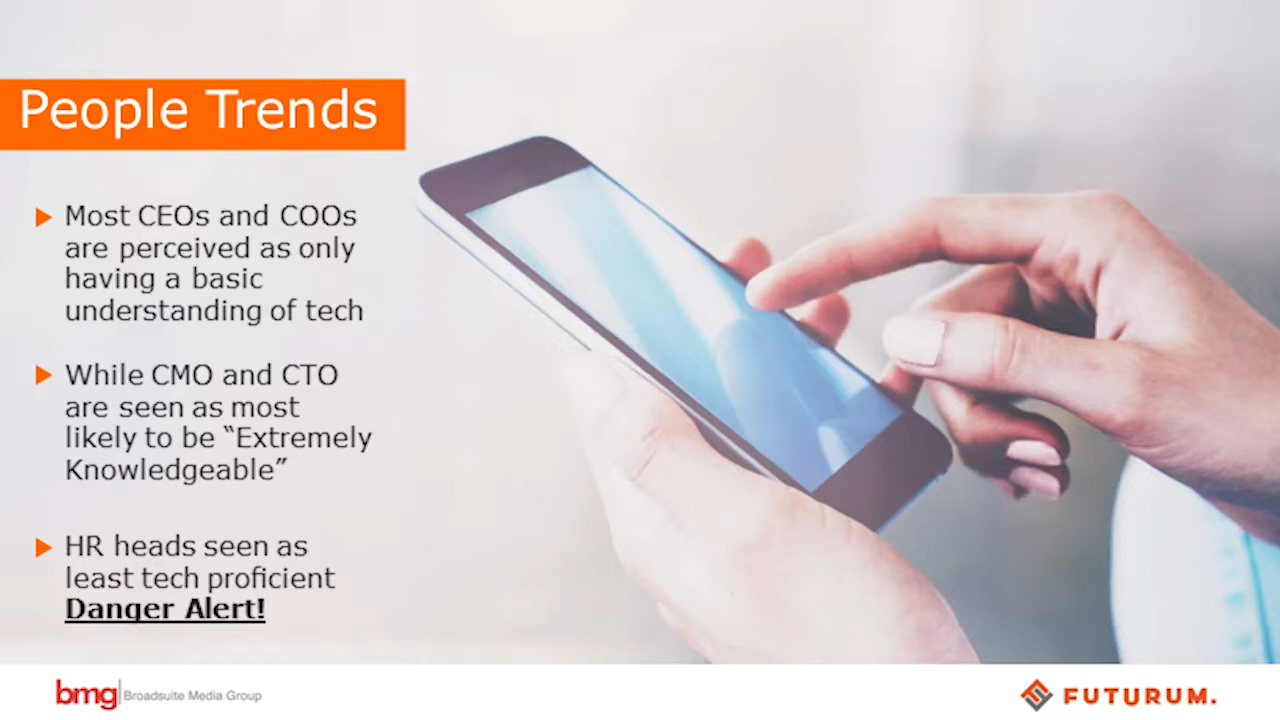 People Trends
Most CEOs and COOs
are perceived as only
having a basic
understanding of tech
While CMO and CTO
are seen as most
likely to be “Extremely
Knowledgeable”
HR heads seen as
least tech proficient
Danger Alert!
bmg Broadsuite Media Group
FUTURUM.